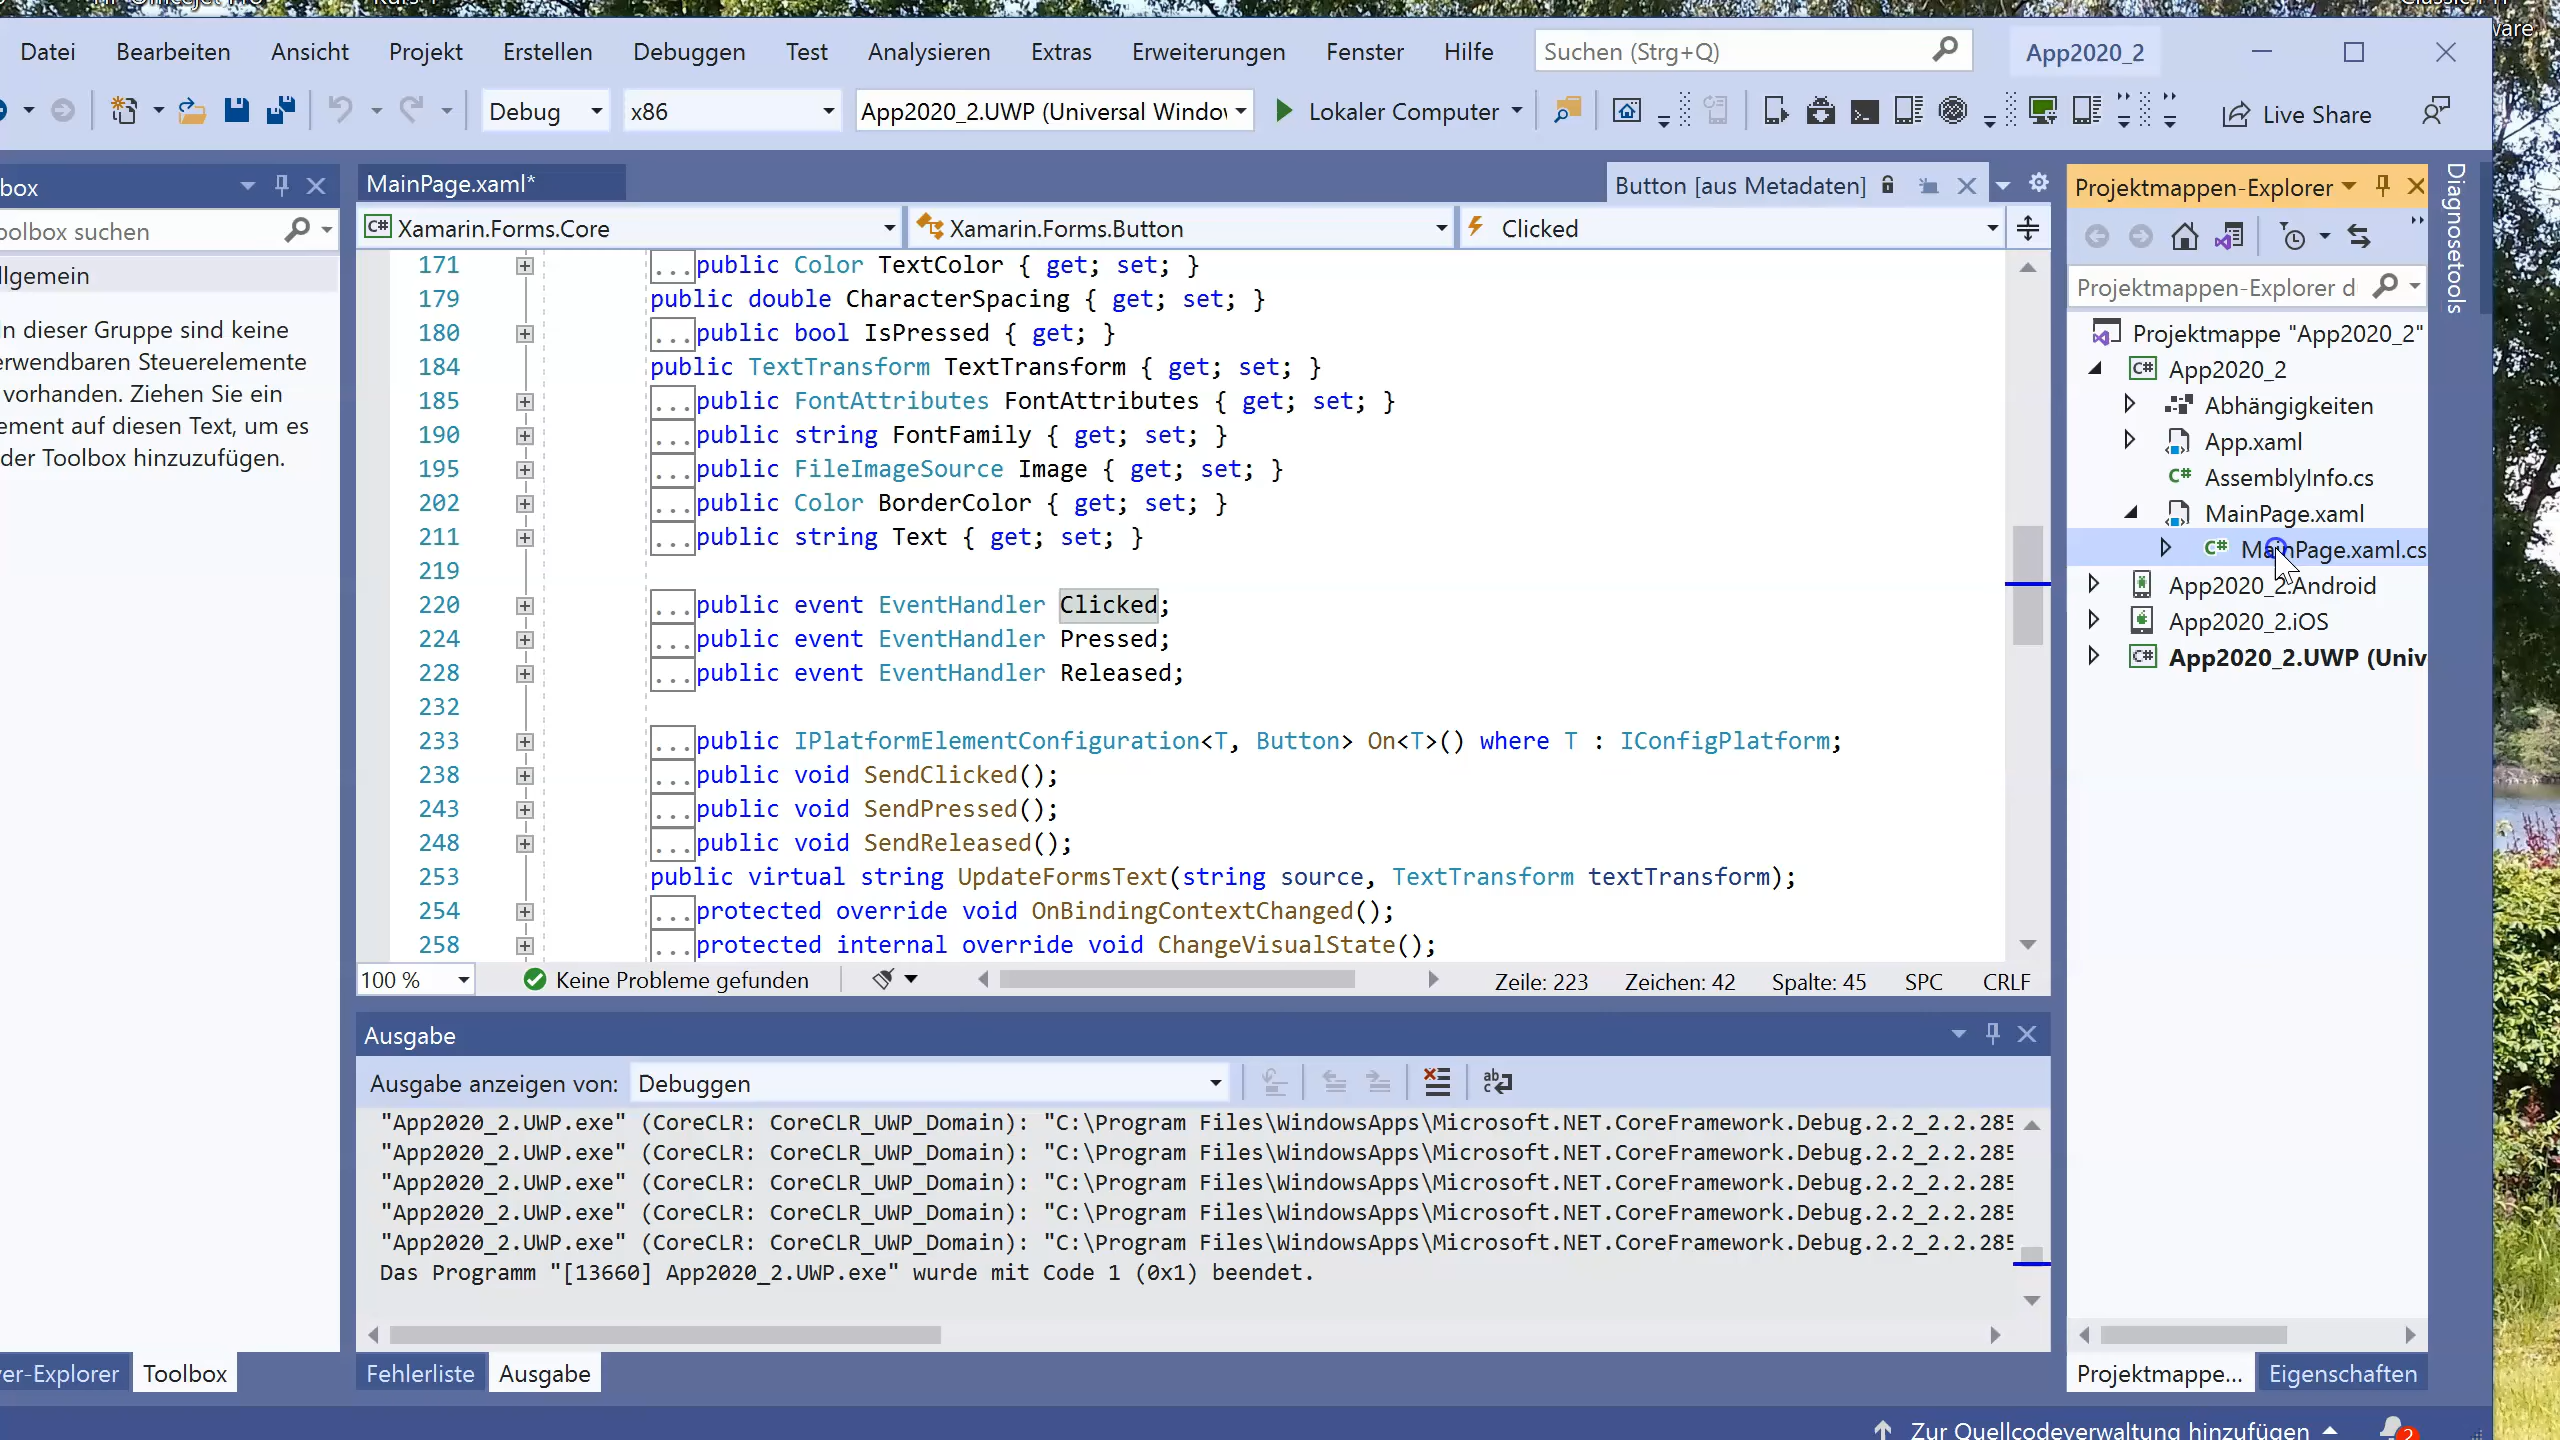 Datei Bearbeiten Ansicht Projekt Erstellen Debuggen Test Analysieren Extras Erweiterungen Fenster Hilfe Suchen (Strg+Q) App2020_2
Debug x86 App2020_2.UWP (Universal Window Lokaler Computer Live Share
box
oolbox suchen
llgemein
n dieser Gruppe sind keine
erwendbaren Steuerelemente
vorhanden. Ziehen Sie ein
ement auf diesen Text, um es
der Toolbox hinzuzufügen.
MainPage.xaml* Button [aus Metadaten]
C# Xamarin.Forms.Core Xamarin.Forms.Button Clicked
171 ...public Color TextColor { get; set; }
179 public double CharacterSpacing { get; set; }
180 ...public bool IsPressed { get; }
184 public TextTransform TextTransform { get; set; }
185 ...public FontAttributes FontAttributes { get; set; }
190 ...public string FontFamily { get; set; }
195 ...public FileImageSource Image { get; set; }
202 ...public Color BorderColor { get; set; }
211 ...public string Text { get; set; }
219
220 ...public event EventHandler Clicked;
224 ...public event EventHandler Pressed;
228 ...public event EventHandler Released;
232
233 ...public IPlatformElementConfiguration<T, Button> On<T>() where T : IConfigPlatform;
238 ...public void SendClicked();
243 ...public void SendPressed();
248 ...public void SendReleased();
253 public virtual string UpdateFormsText(string source, TextTransform textTransform);
254 ...protected override void OnBindingContextChanged();
258 ...protected internal override void ChangeVisualState();
100 % Keine Probleme gefunden Zeile: 223 Zeichen: 42 Spalte: 45 SPC CRLF
Ausgabe
Ausgabe anzeigen von: Debuggen
"App2020_2.UWP.exe" (CoreCLR: CoreCLR_UWP_Domain): "C:\Program Files\WindowsApps\Microsoft.NET.CoreFramework.Debug.2.2_2.2.285
"App2020_2.UWP.exe" (CoreCLR: CoreCLR_UWP_Domain): "C:\Program Files\WindowsApps\Microsoft.NET.CoreFramework.Debug.2.2_2.2.285
"App2020_2.UWP.exe" (CoreCLR: CoreCLR_UWP_Domain): "C:\Program Files\WindowsApps\Microsoft.NET.CoreFramework.Debug.2.2_2.2.285
"App2020_2.UWP.exe" (CoreCLR: CoreCLR_UWP_Domain): "C:\Program Files\WindowsApps\Microsoft.NET.CoreFramework.Debug.2.2_2.2.285
"App2020_2.UWP.exe" (CoreCLR: CoreCLR_UWP_Domain): "C:\Program Files\WindowsApps\Microsoft.NET.CoreFramework.Debug.2.2_2.2.285
Das Programm "[13660] App2020_2.UWP.exe" wurde mit Code 1 (0x1) beendet.
er-Explorer Toolbox Fehlerliste Ausgabe
Projektmappen-Explorer
Projektmappen-Explorer d
Projektmappe "App2020_2"
C# App2020_2
Abhängigkeiten
App.xaml
C# AssemblyInfo.cs
MainPage.xaml
C# MainPage.xaml.cs
App2020_2.Android
App2020_2.iOS
C# App2020_2.UWP (Univ
Projektmappe... Eigenschaften
Diagnosetools
Zur Quellcodeverwaltung hinzufügen 2